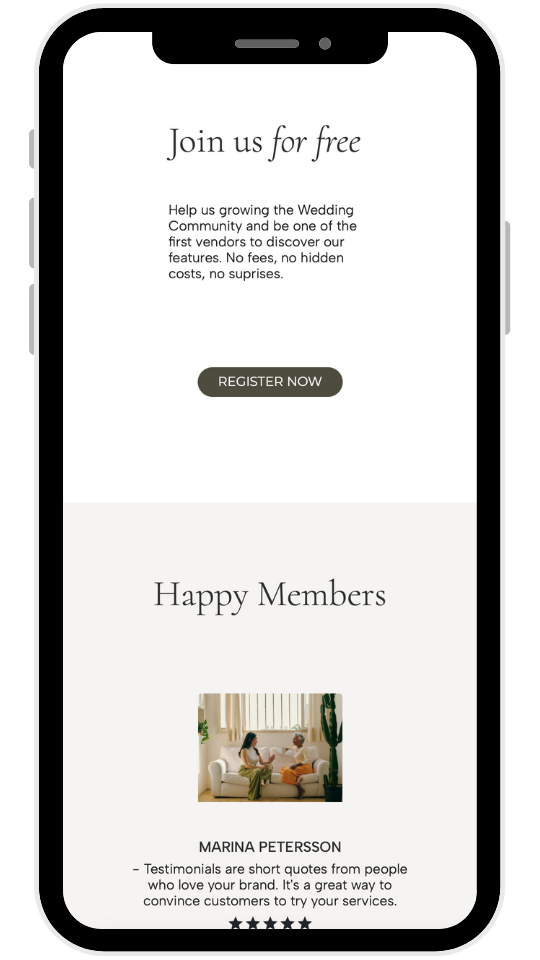 Join us for free
Help us growing the Wedding
Community and be one of the
first vendors to discover our
features. No fees, no hidden
costs, no suprises.
REGISTER NOW
Happy Members
MARINA PETERSSON
- Testimonials are short quotes from people
who love your brand. It's a great way to
convince customers to try your services.